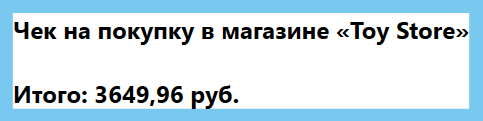 Чек на покупку в магазине «Toy Store»
Итого: 3649,96 руб.